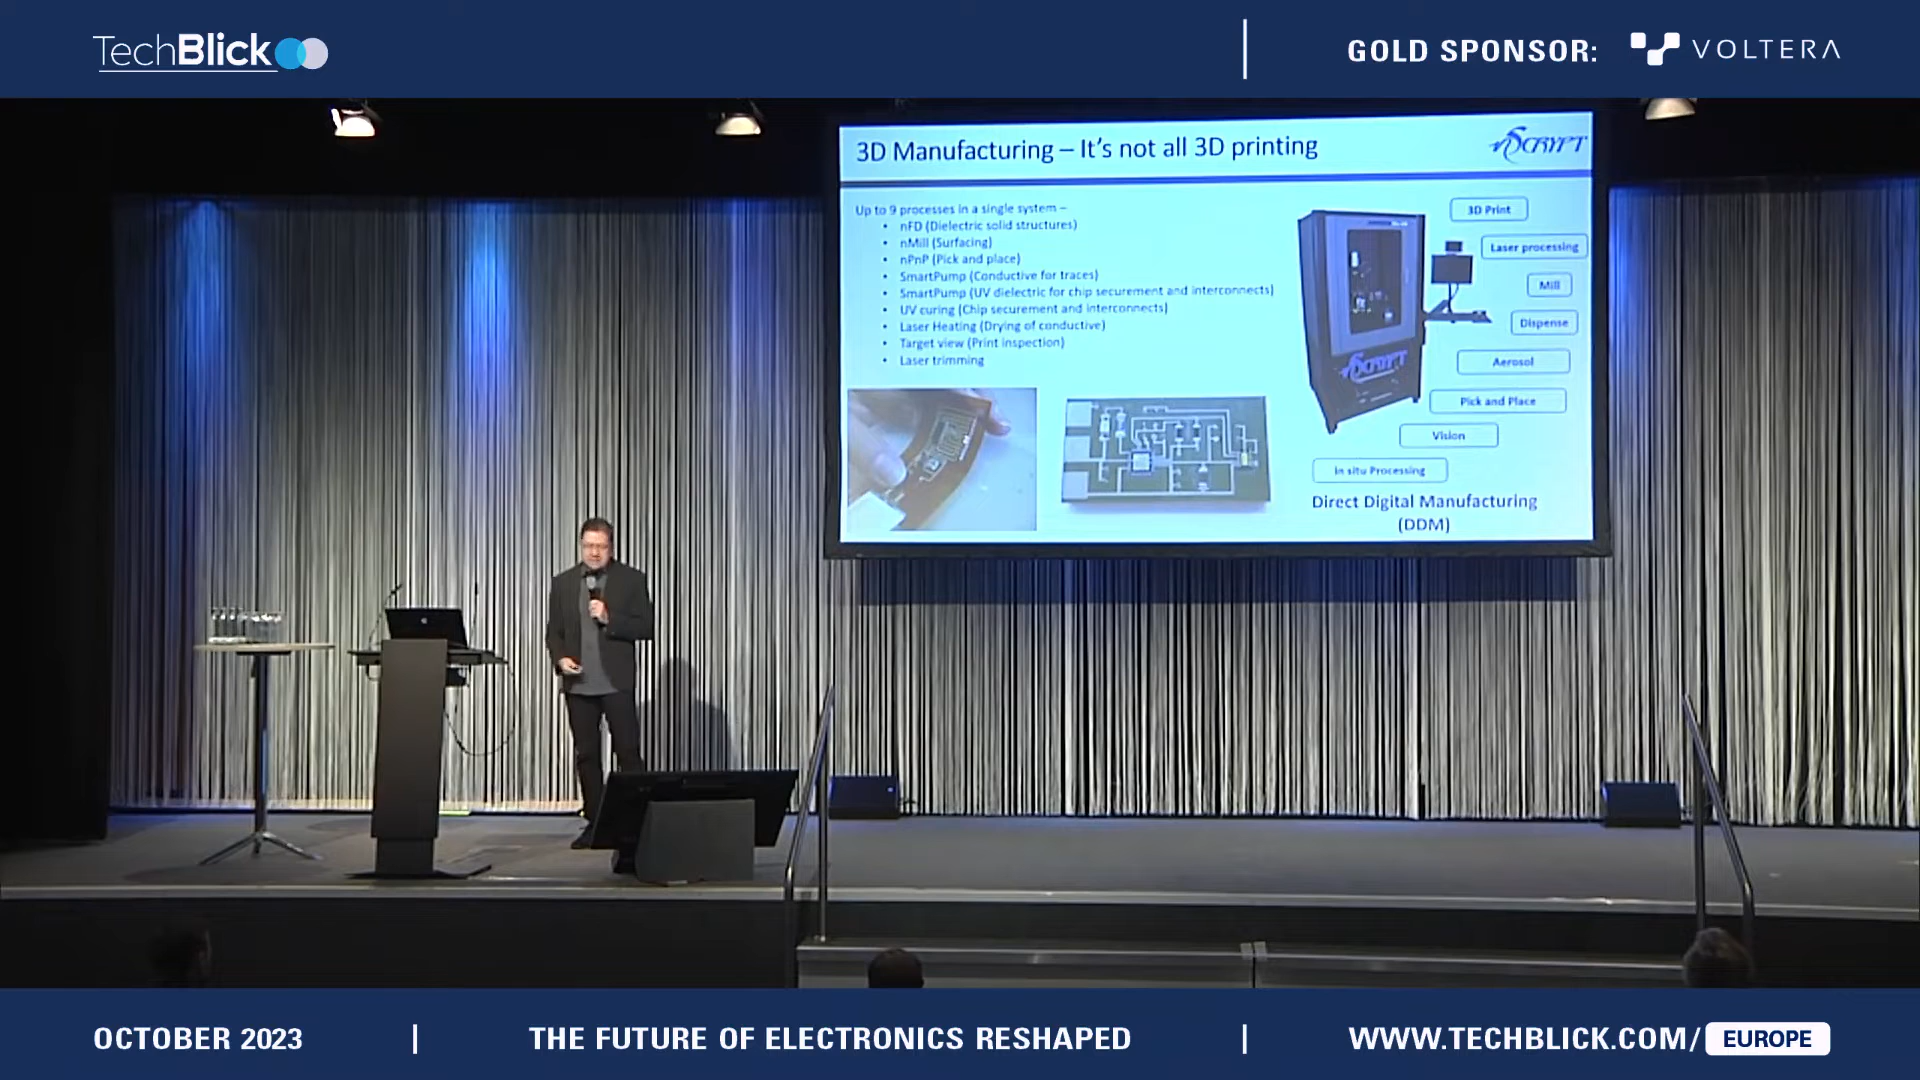 TechBlick
GOLD SPONSOR:
VOLTERA
3D Manufacturing – It's not all 3D printing
nSCRYPT
Up to 9 processes in a single system –
• nFD (Dielectric solid structures)
• nMill (Surfacing)
• nPnP (Pick and place)
• SmartPump (Conductive for traces)
• SmartPump (UV dielectric for chip securement and interconnects)
• UV curing (Chip securement and interconnects)
• Laser Heating (Drying of conductive)
• Target view (Print inspection)
• Laser trimming
3D Print
Laser processing
Mill
Dispense
Aerosol
Pick and Place
Vision
In situ Processing
nSCRYPT
Direct Digital Manufacturing
(DDM)
OCTOBER 2023
THE FUTURE OF ELECTRONICS RESHAPED
WWW.TECHBLICK.COM/ EUROPE